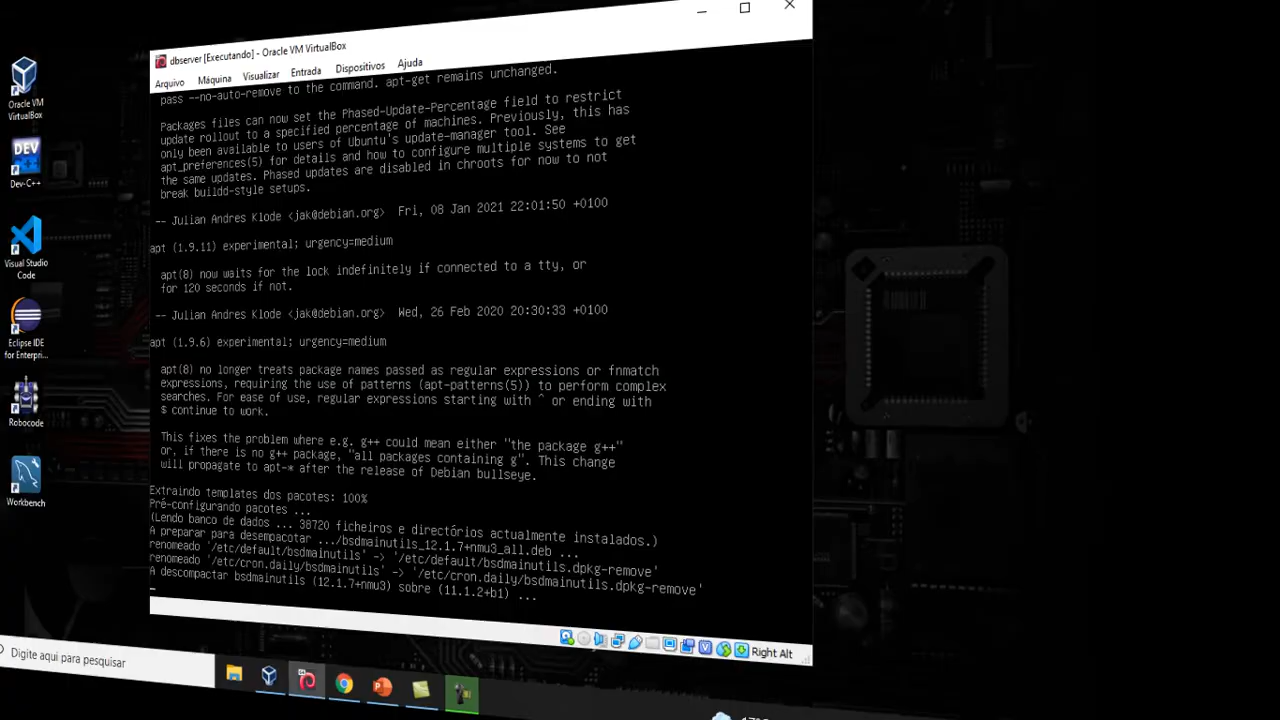 dbserver [Executando] - Oracle VM VirtualBox
Arquivo Máquina Visualizar Entrada Dispositivos Ajuda
pass --no-auto-remove to the command. apt-get remains unchanged.
Packages files can now set the Phased-Update-Percentage field to restrict
update rollout to a specified percentage of machines. Previously, this has
only been available to users of Ubuntu's update-manager tool. See
apt_preferences(5) for details and how to configure multiple systems to get
the same updates. Phased updates are disabled in chroots for now to not
break buildd-style setups.
-- Julian Andres Klode <jak@debian.org>  Fri, 08 Jan 2021 22:01:50 +0100
apt (1.9.11) experimental; urgency=medium
apt(8) now waits for the lock indefinitely if connected to a tty, or
for 120 seconds if not.
-- Julian Andres Klode <jak@debian.org>  Wed, 26 Feb 2020 20:30:33 +0100
apt (1.9.6) experimental; urgency=medium
apt(8) no longer treats package names passed as regular expressions or fnmatch
expressions, requiring the use of patterns (apt-patterns(5)) to perform complex
searches. For ease of use, regular expressions starting with ^ or ending with
$ continue to work.
This fixes the problem where e.g. g++ could mean either "the package g++"
or, if there is no g++ package, "all packages containing g". This change
will propagate to apt-* after the release of Debian bullseye.
Extraindo templates dos pacotes: 100%
Pré-configurando pacotes ...
(Lendo banco de dados ... 38720 ficheiros e directórios actualmente instalados.)
A preparar para desempacotar .../bsdmainutils_12.1.7+nmu3_all.deb ...
renomeado '/etc/default/bsdmainutils' -> '/etc/default/bsdmainutils.dpkg-remove'
renomeado '/etc/cron.daily/bsdmainutils' -> '/etc/cron.daily/bsdmainutils.dpkg-remove'
A descompactar bsdmainutils (12.1.7+nmu3) sobre (11.1.2+b1) ...
Right Alt
Oracle VM
VirtualBox
DEV
Dev-C++
Visual Studio
Code
Eclipse IDE
for Enterpri...
Robocode
Workbench
Digite aqui para pesquisar